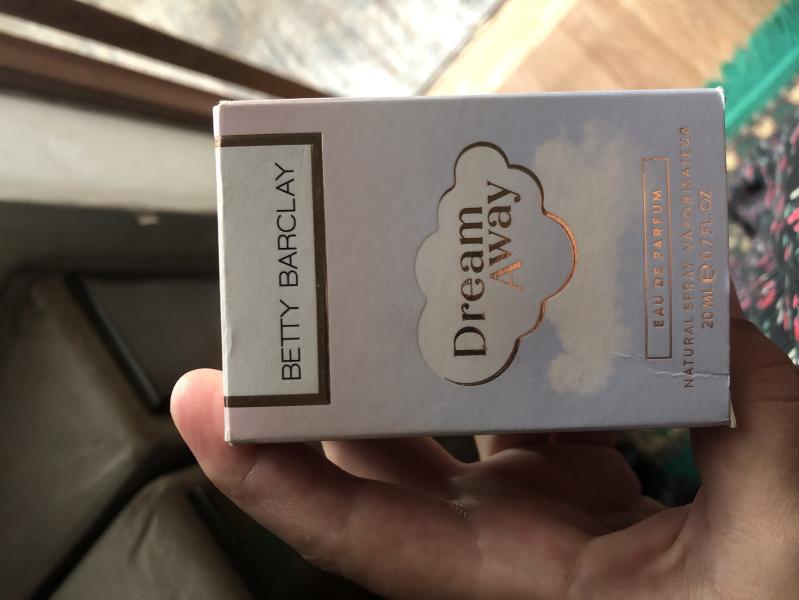 BETTY BARCLAY
Dream
Away
EAU DE PARFUM
NATURAL SPRAY VAPORISATEUR
20 ML ℮ 0.7 FL. OZ